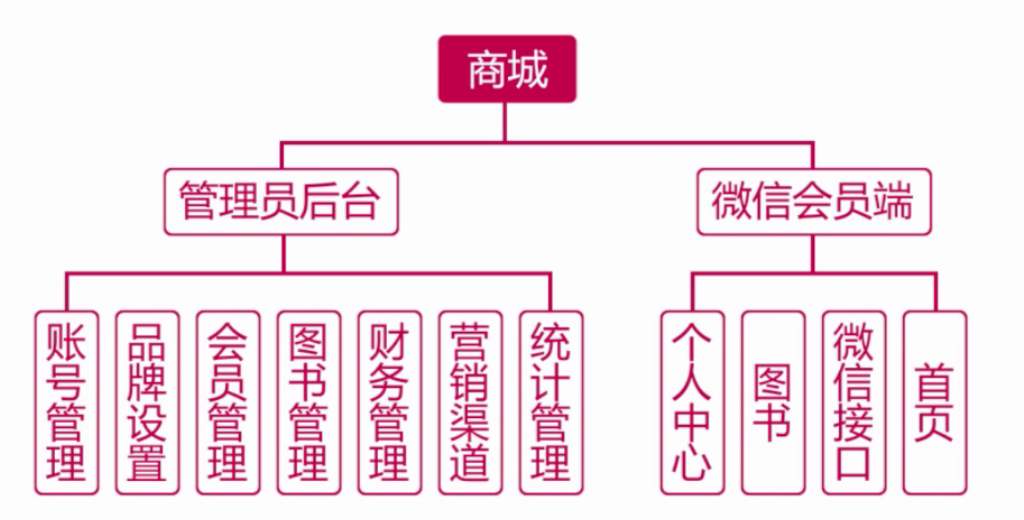 商城
管理员后台
微信会员端
账号管理
品牌设置
会员管理
图书管理
财务管理
营销渠道
统计管理
个人中心
图书
微信接口
首页